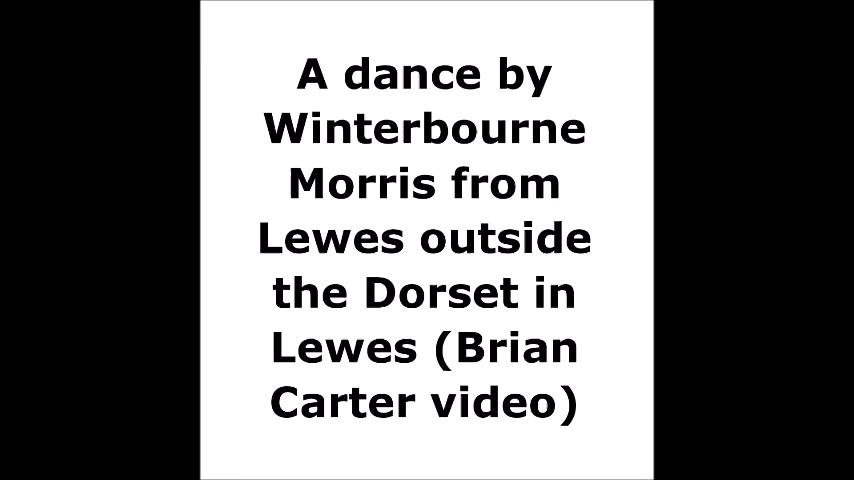 A dance by
Winterbourne
Morris from
Lewes outside
the Dorset in
Lewes (Brian
Carter video)